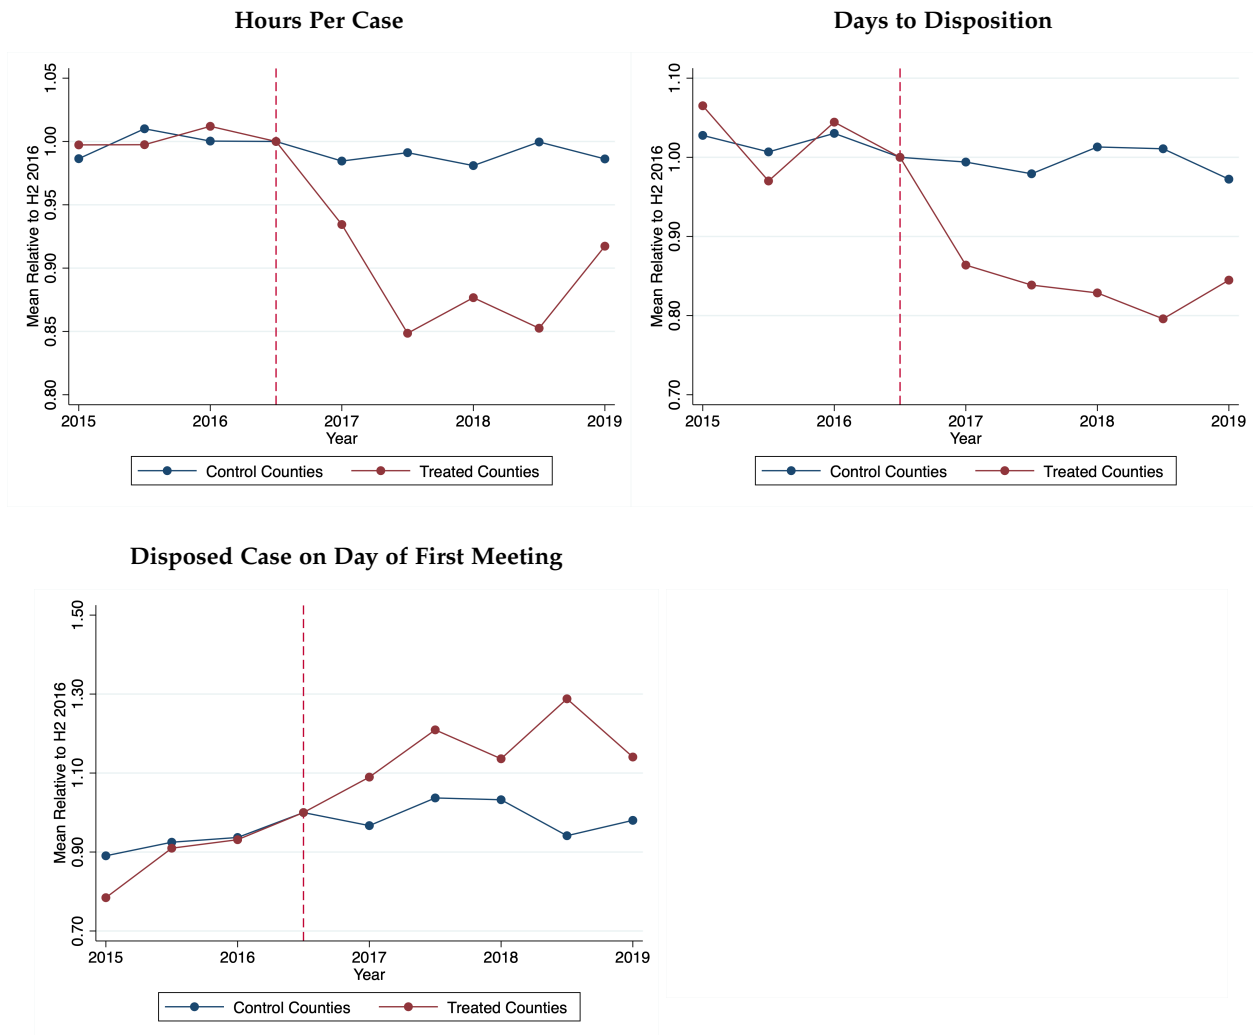 Hours Per Case
Mean Relative to H2 2016
1.05
1.00
0.95
0.90
0.85
0.80
2015 2016 2017 2018 2019
Year
Control Counties Treated Counties
Days to Disposition
Mean Relative to H2 2016
1.10
1.00
0.90
0.80
0.70
2015 2016 2017 2018 2019
Year
Control Counties Treated Counties
Disposed Case on Day of First Meeting
Mean Relative to H2 2016
1.50
1.30
1.10
0.90
0.70
2015 2016 2017 2018 2019
Year
Control Counties Treated Counties